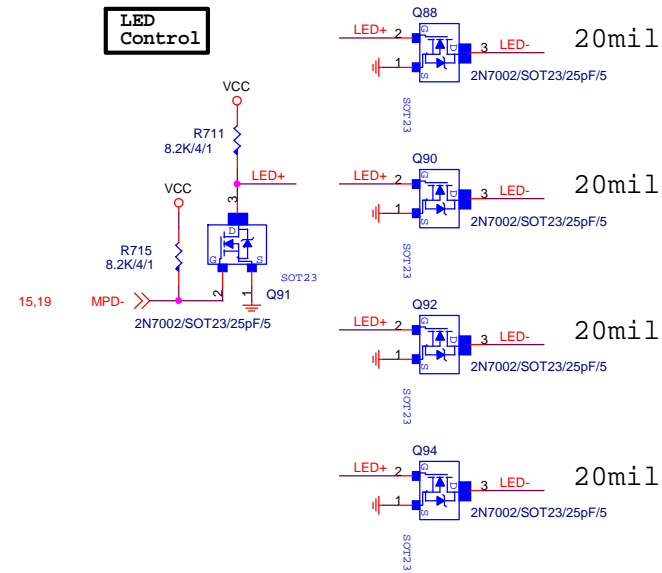 LED
Control
VCC
R711
8.2K/4/1
LED+
3
D
G
S
SOT23
Q91
2
1
VCC
R715
8.2K/4/1
15,19
MPD-
2N7002/SOT23/25pF/5
Q88
LED+
2
1
G
D
S
3
LED-
20mil
2N7002/SOT23/25pF/5
SOT23
Q90
LED+
2
1
G
D
S
3
LED-
20mil
2N7002/SOT23/25pF/5
SOT23
Q92
LED+
2
1
G
D
S
3
LED-
20mil
2N7002/SOT23/25pF/5
SOT23
Q94
LED+
2
1
G
D
S
3
LED-
20mil
2N7002/SOT23/25pF/5
SOT23